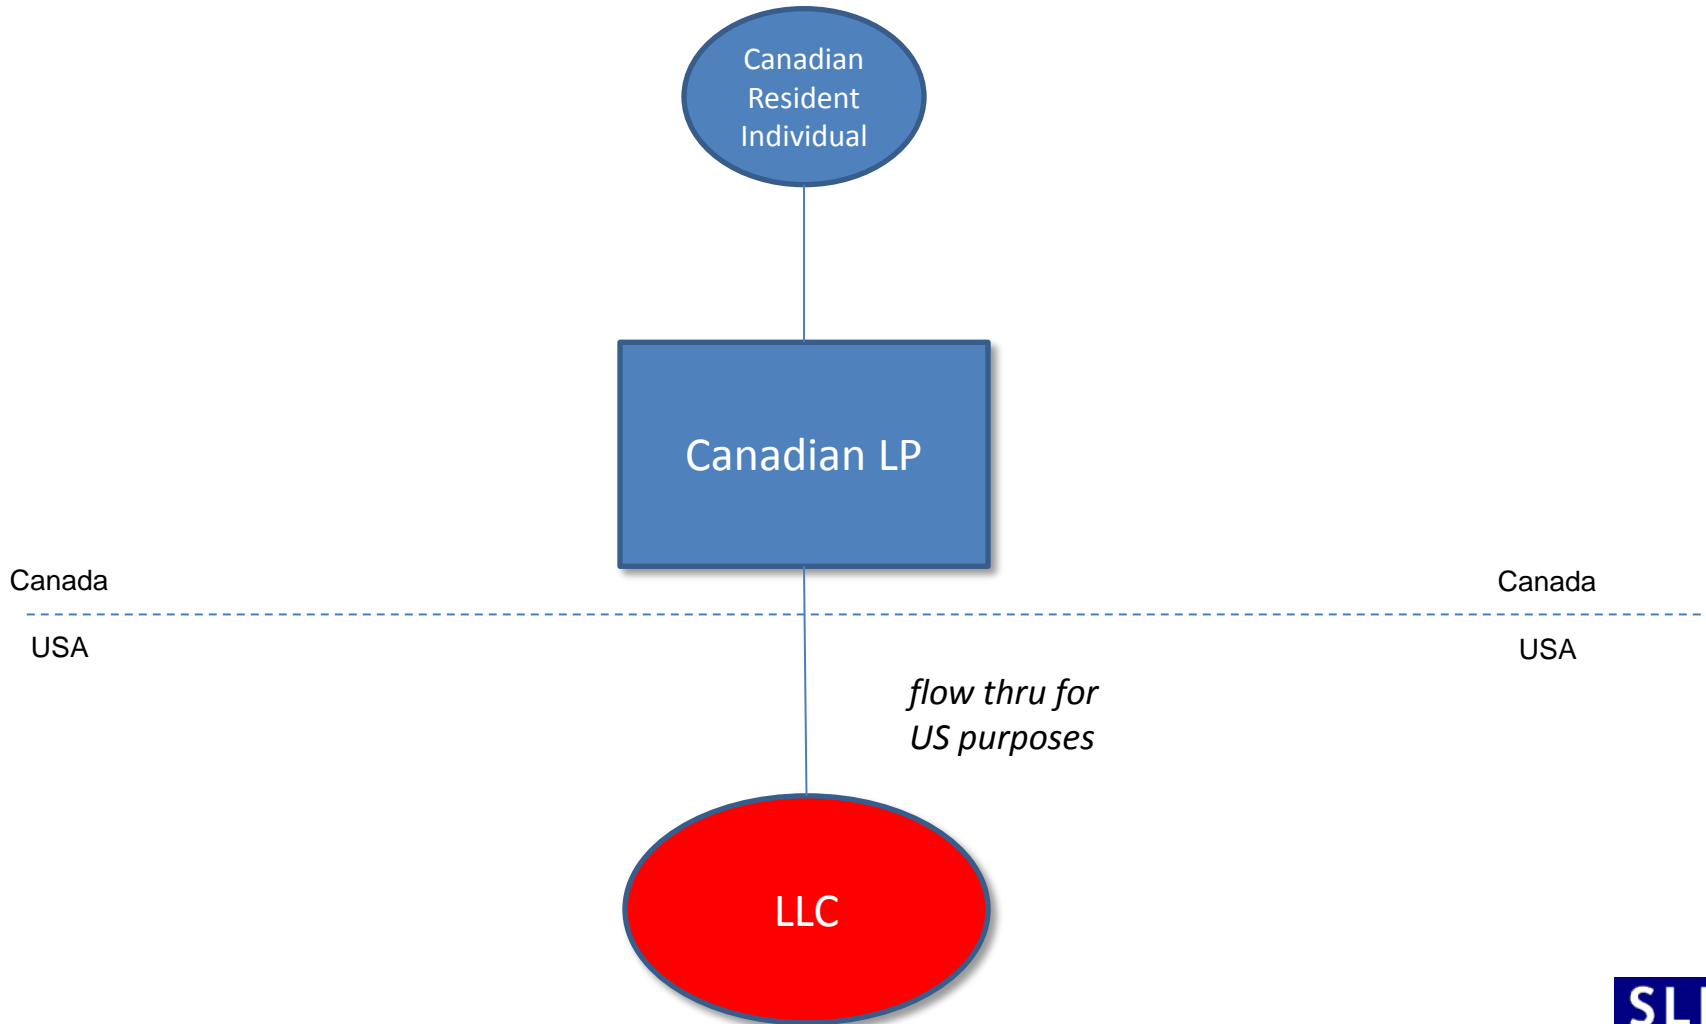 Canadian
Resident
Individual
Canadian LP
Canada
Canada
USA
USA
flow thru for
US purposes
LLC